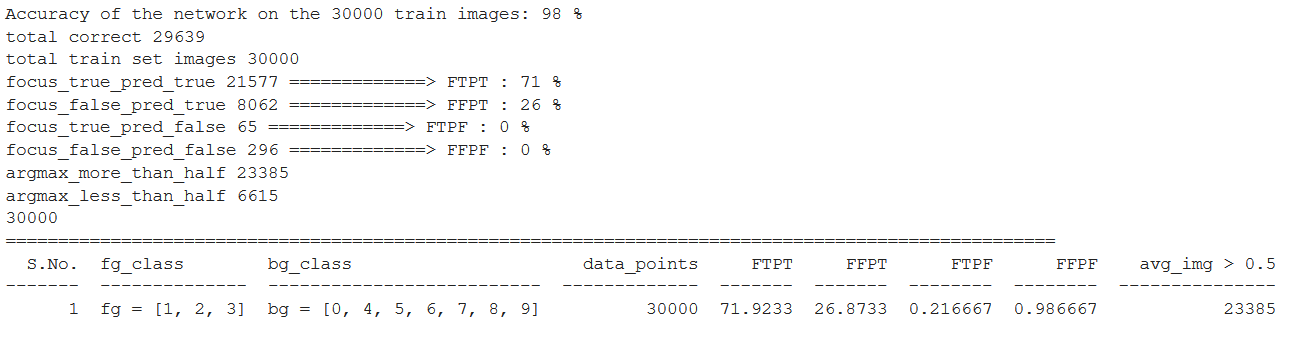 Accuracy of the network on the 30000 train images: 98 %
total correct 29639
total train set images 30000
focus_true_pred_true 21577 =============> FTPT : 71 %
focus_false_pred_true 8062 =============> FFPT : 26 %
focus_true_pred_false 65 =============> FTPF : 0 %
focus_false_pred_false 296 =============> FFPF : 0 %
argmax_more_than_half 23385
argmax_less_than_half 6615
30000
====================================================================================================
S.No. fg_class bg_class data_points FTPT FFPT FTPF FFPF avg_img > 0.5
------- -------------- -------------------------- ------------- ------- ------- -------- -------- ---------------
1 fg = [1, 2, 3] bg = [0, 4, 5, 6, 7, 8, 9] 30000 71.9233 26.8733 0.216667 0.986667 23385